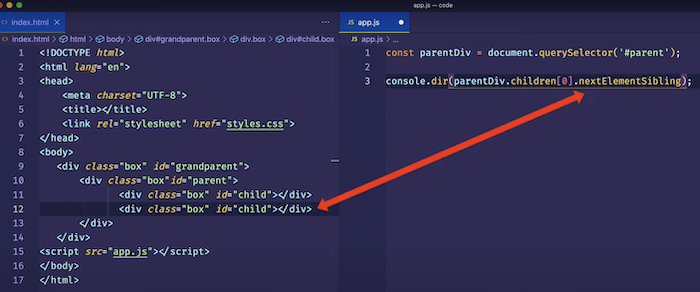 app.js — code
index.html
index.html > html > body > div#grandparent.box > div.box > div#child.box
1 <!DOCTYPE html>
2 <html lang="en">
3 <head>
4 <meta charset="UTF-8">
5 <title></title>
6 <link rel="stylesheet" href="styles.css">
7 </head>
8 <body>
9 <div class="box" id="grandparent">
10 <div class="box"id="parent">
11 <div class="box" id="child"></div>
12 <div class="box" id="child"></div>
13 </div>
14 </div>
15 <script src="app.js"></script>
16 </body>
17 </html>
JS app.js
JS app.js > ...
1 const parentDiv = document.querySelector('#parent');
2
3 console.dir(parentDiv.children[0].nextElementSibling);